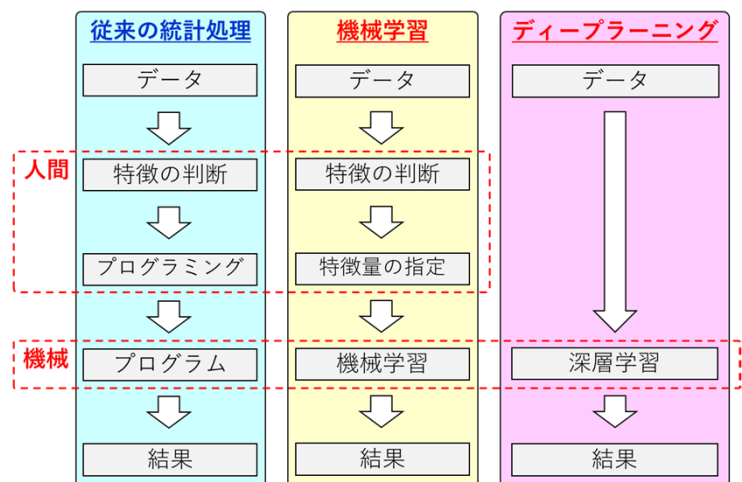 従来の統計処理
機械学習
ディープラーニング
データ
データ
データ
人間
特徴の判断
特徴の判断
プログラミング
特徴量の指定
機械
プログラム
機械学習
深層学習
結果
結果
結果